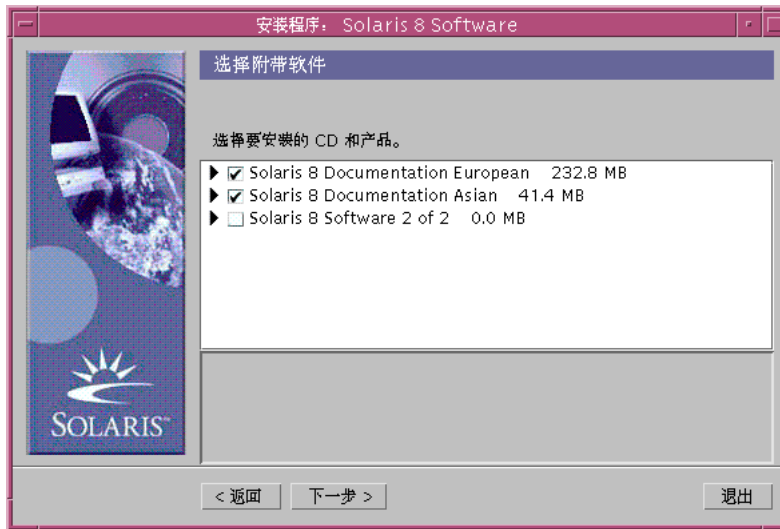 安装程序： Solaris 8 Software
选择附带软件
选择要安装的 CD 和产品。
Solaris 8 Documentation European 232.8 MB
Solaris 8 Documentation Asian 41.4 MB
Solaris 8 Software 2 of 2 0.0 MB
SOLARIS™
< 返回
下一步 >
退出